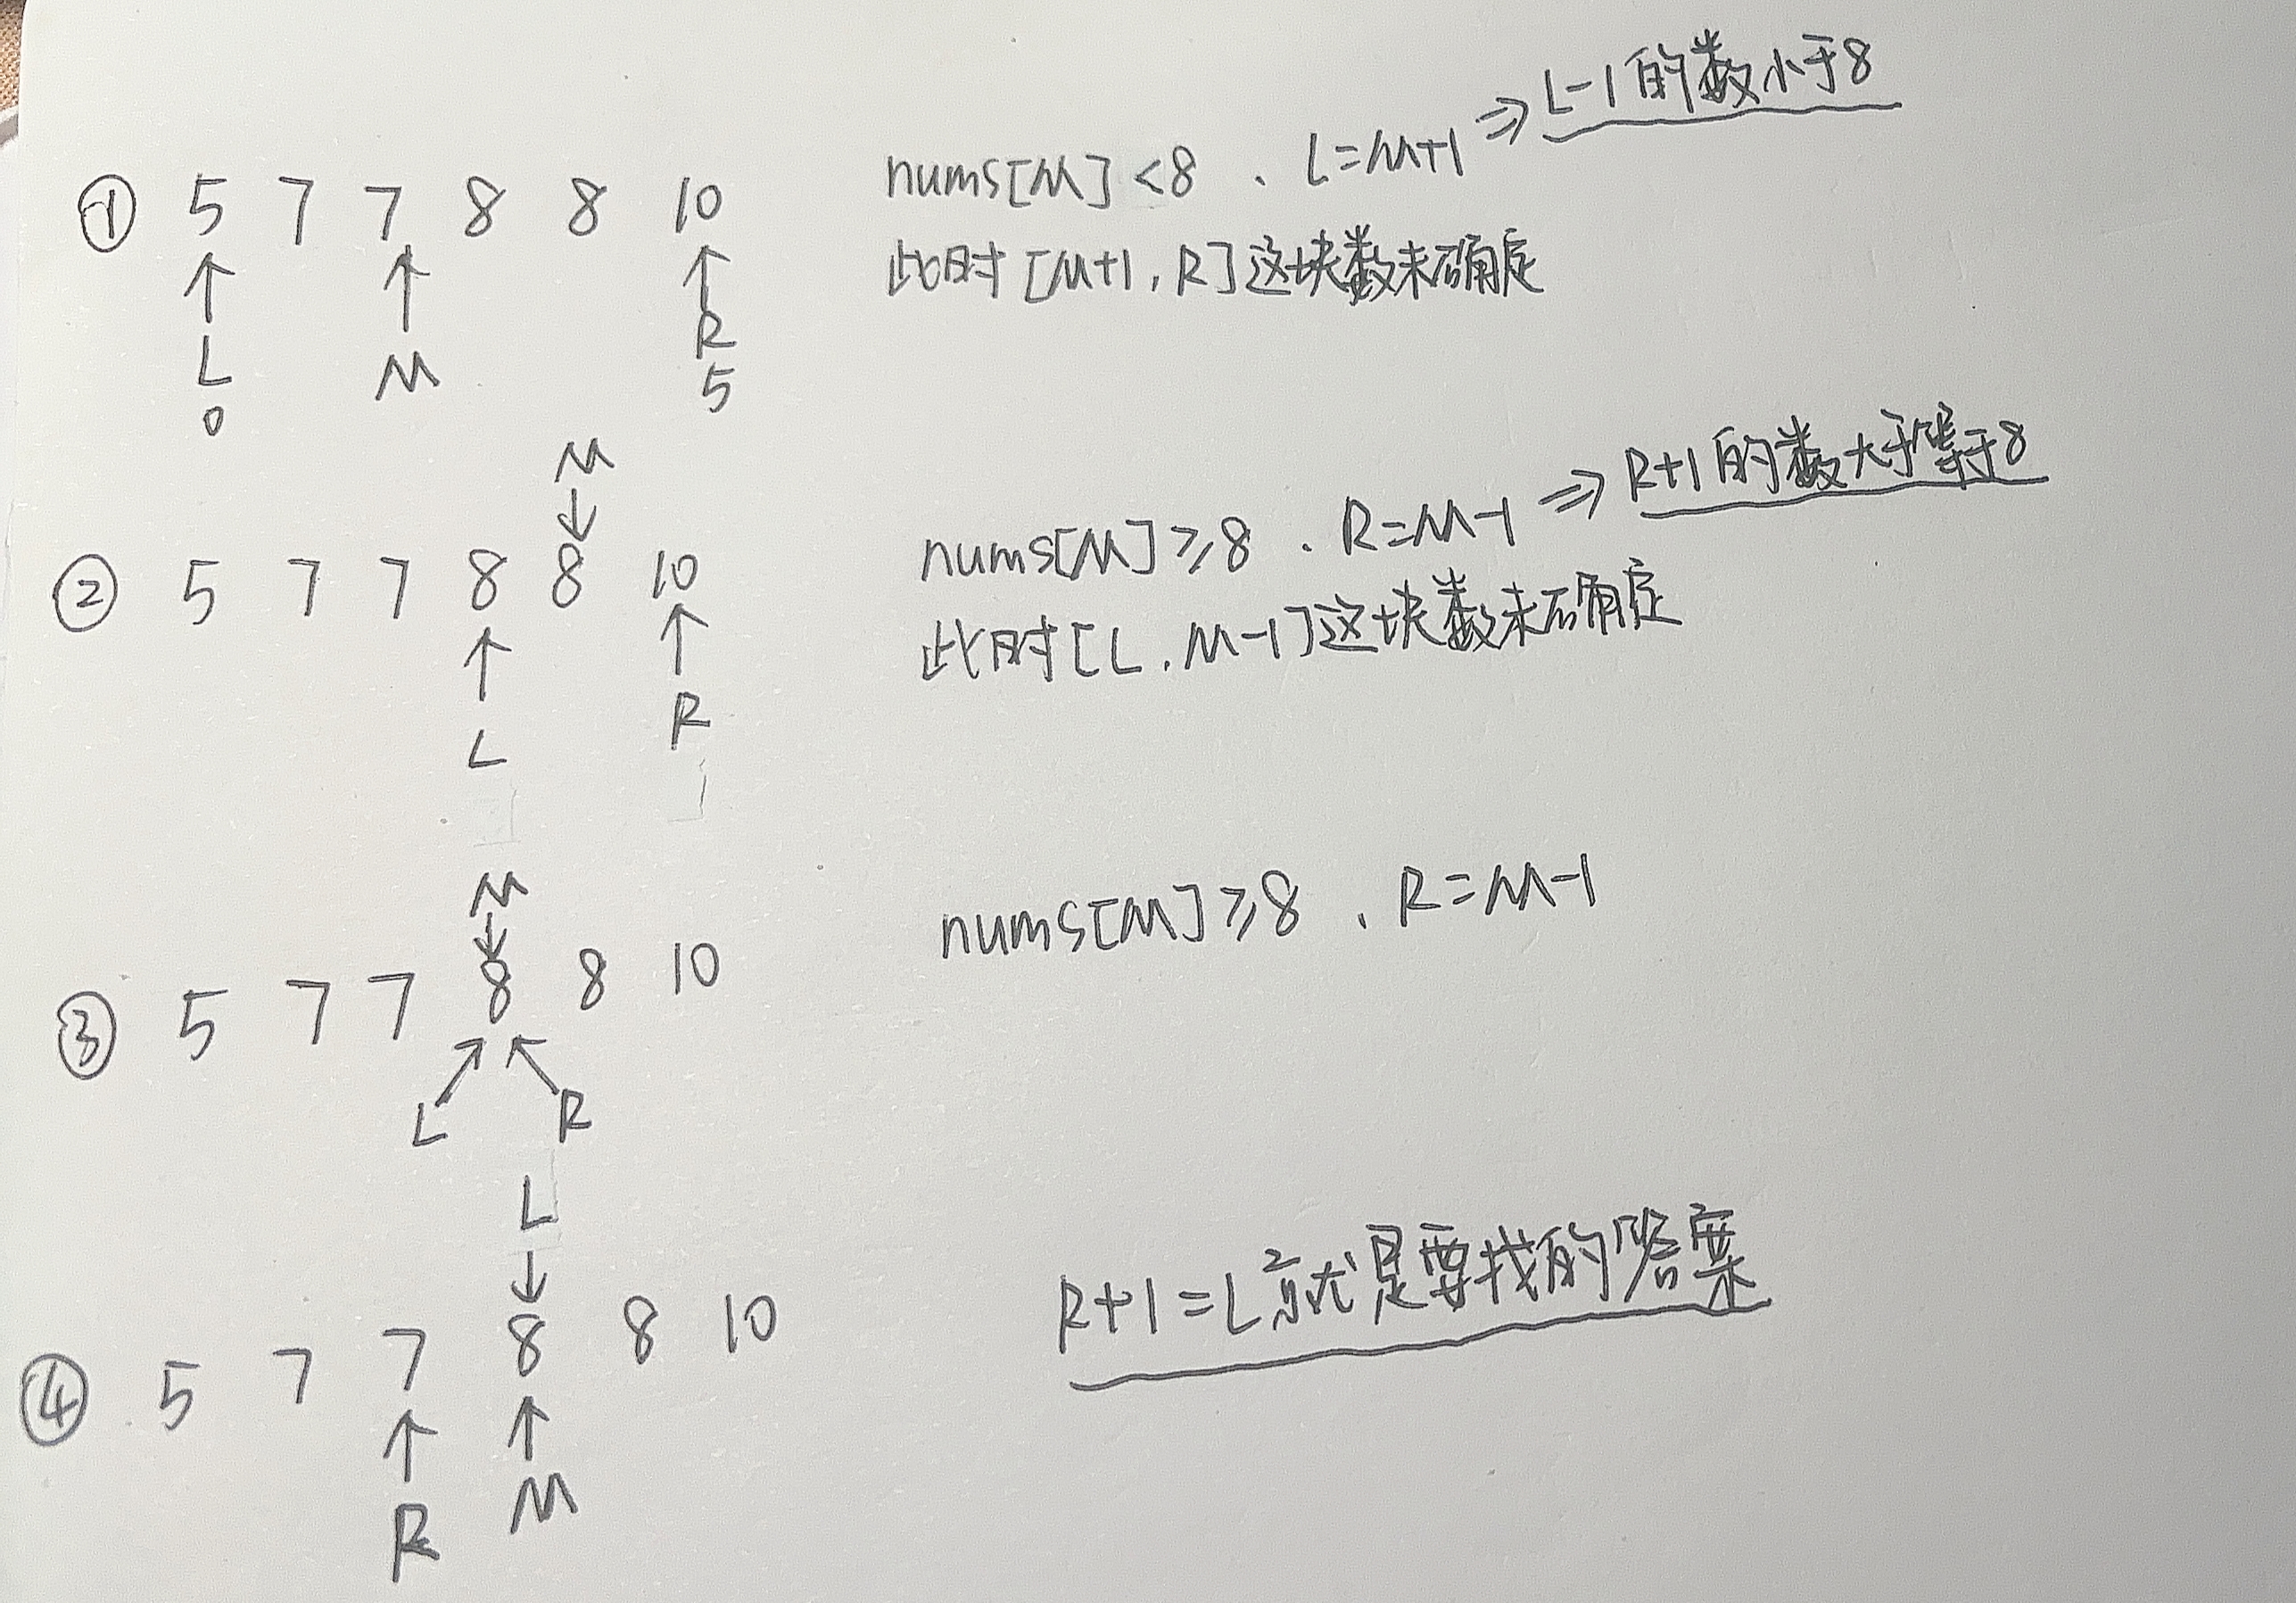 ① 5 7 7 8 8 10
↑ ↑ ↑
L M R
0 5
nums[M]<8 . L=M+1 ⇒ L-1的数小于8
此时[M+1, R]这块数未确定
M
↓
② 5 7 7 8 8 10
↑ ↑
L R
nums[M]≥8 . R=M-1 ⇒ R+1的数大于等于8
此时[L, M-1]这块数未确定
M
↓
③ 5 7 7 8 8 10
L R
nums[M]≥8 . R=M-1
L
↓
④ 5 7 7 8 8 10
↑ ↑
R M
R+1=L就是要找的答案